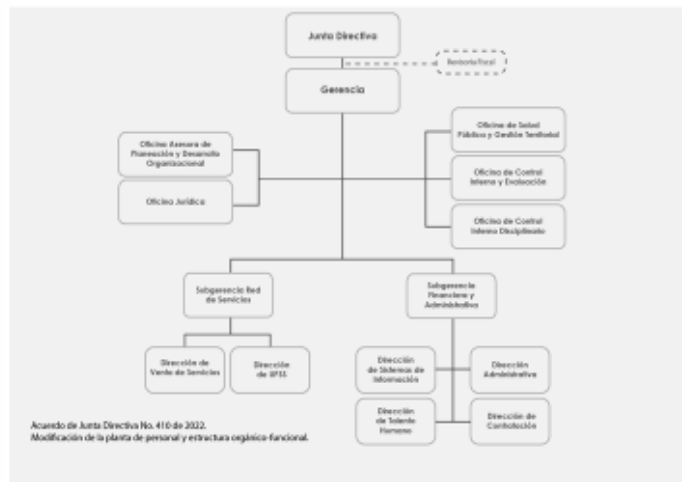 Junta Directiva
Revisoría Fiscal
Gerencia
Oficina Asesora de
Planeación y Desarrollo
Organizacional
Oficina Jurídica
Oficina de Salud
Pública y Gestión Territorial
Oficina de Control
Interno y Evaluación
Oficina de Control
Interno Disciplinario
Subgerencia Red
de Servicios
Subgerencia
Financiera y
Administrativa
Dirección de
Venta de Servicios
Dirección
de
Dirección
de Sistemas de
Información
Dirección
Administrativa
Dirección
de Talento
Humano
Dirección de
Contratación
Acuerdo de Junta Directiva No. 410 de 2022.
Modificación de la planta de personal y estructura orgánico-funcional.